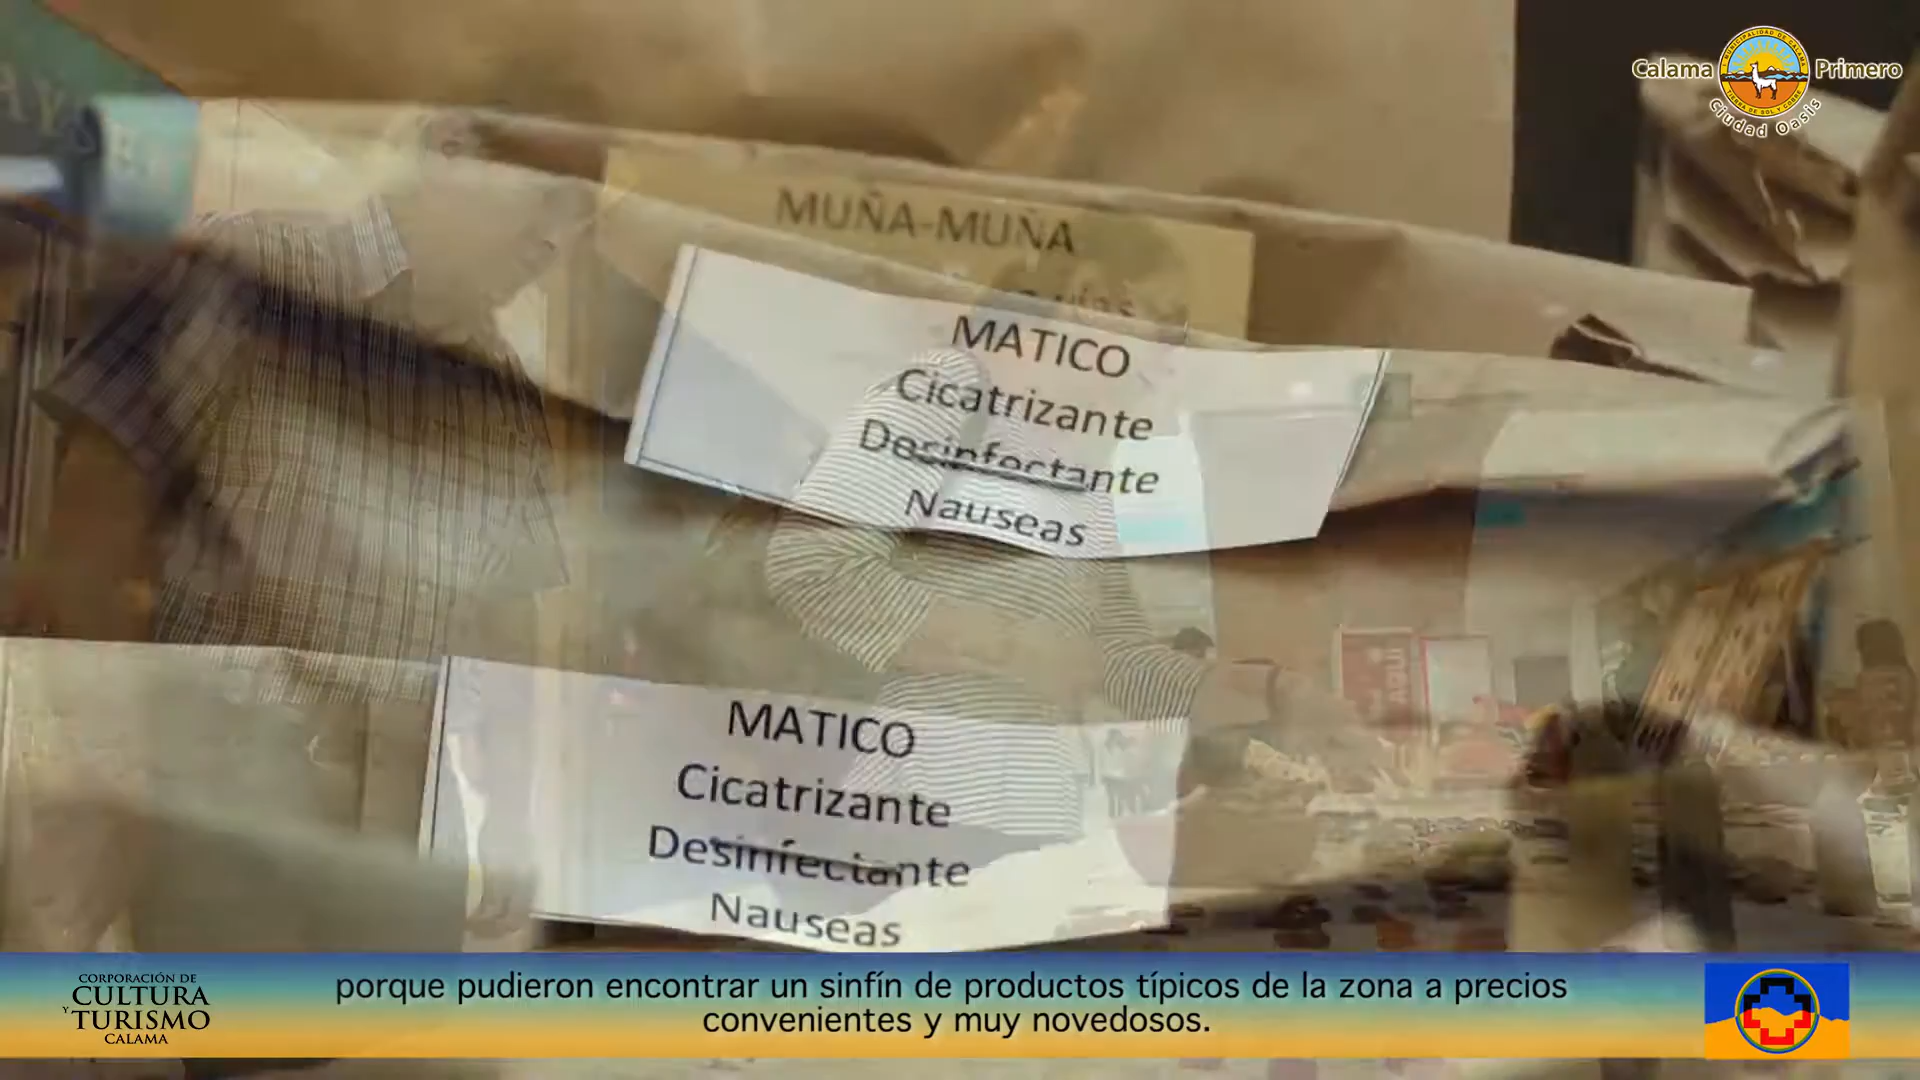 Calama Primero
Ciudad Oasis
MUÑA-MUÑA
MATICO
Cicatrizante
Desinfectante
Nauseas
AQUÍ
MATICO
Cicatrizante
Desinfectante
Nauseas
CORPORACIÓN DE
CULTURA
Y TURISMO
CALAMA
porque pudieron encontrar un sinfín de productos típicos de la zona a precios
convenientes y muy novedosos.